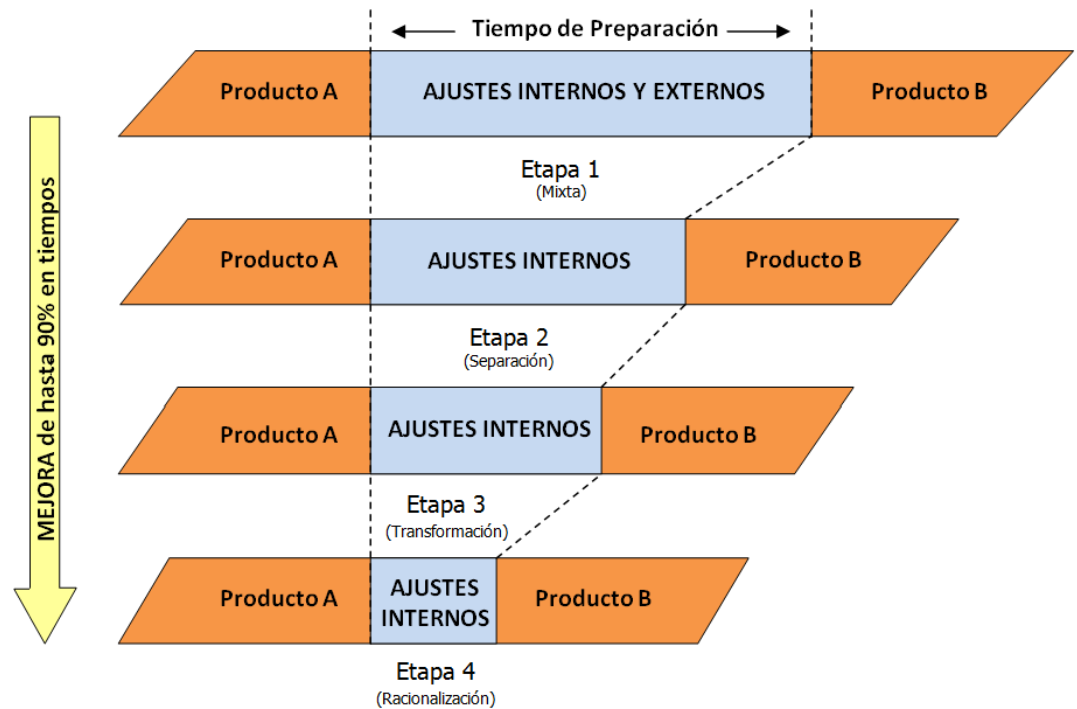 Tiempo de Preparación
Producto A
AJUSTES INTERNOS Y EXTERNOS
Producto B
Etapa 1
(Mixta)
Producto A
AJUSTES INTERNOS
Producto B
Etapa 2
(Separación)
Producto A
AJUSTES INTERNOS
Producto B
Etapa 3
(Transformación)
Producto A
AJUSTES
INTERNOS
Producto B
Etapa 4
(Racionalización)
MEJORA de hasta 90% en tiempos